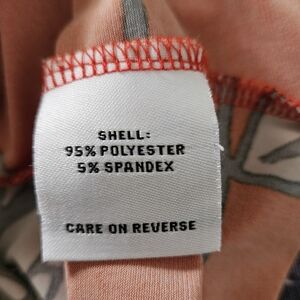 SHELL:
95% POLYESTER
5% SPANDEX
CARE ON REVERSE